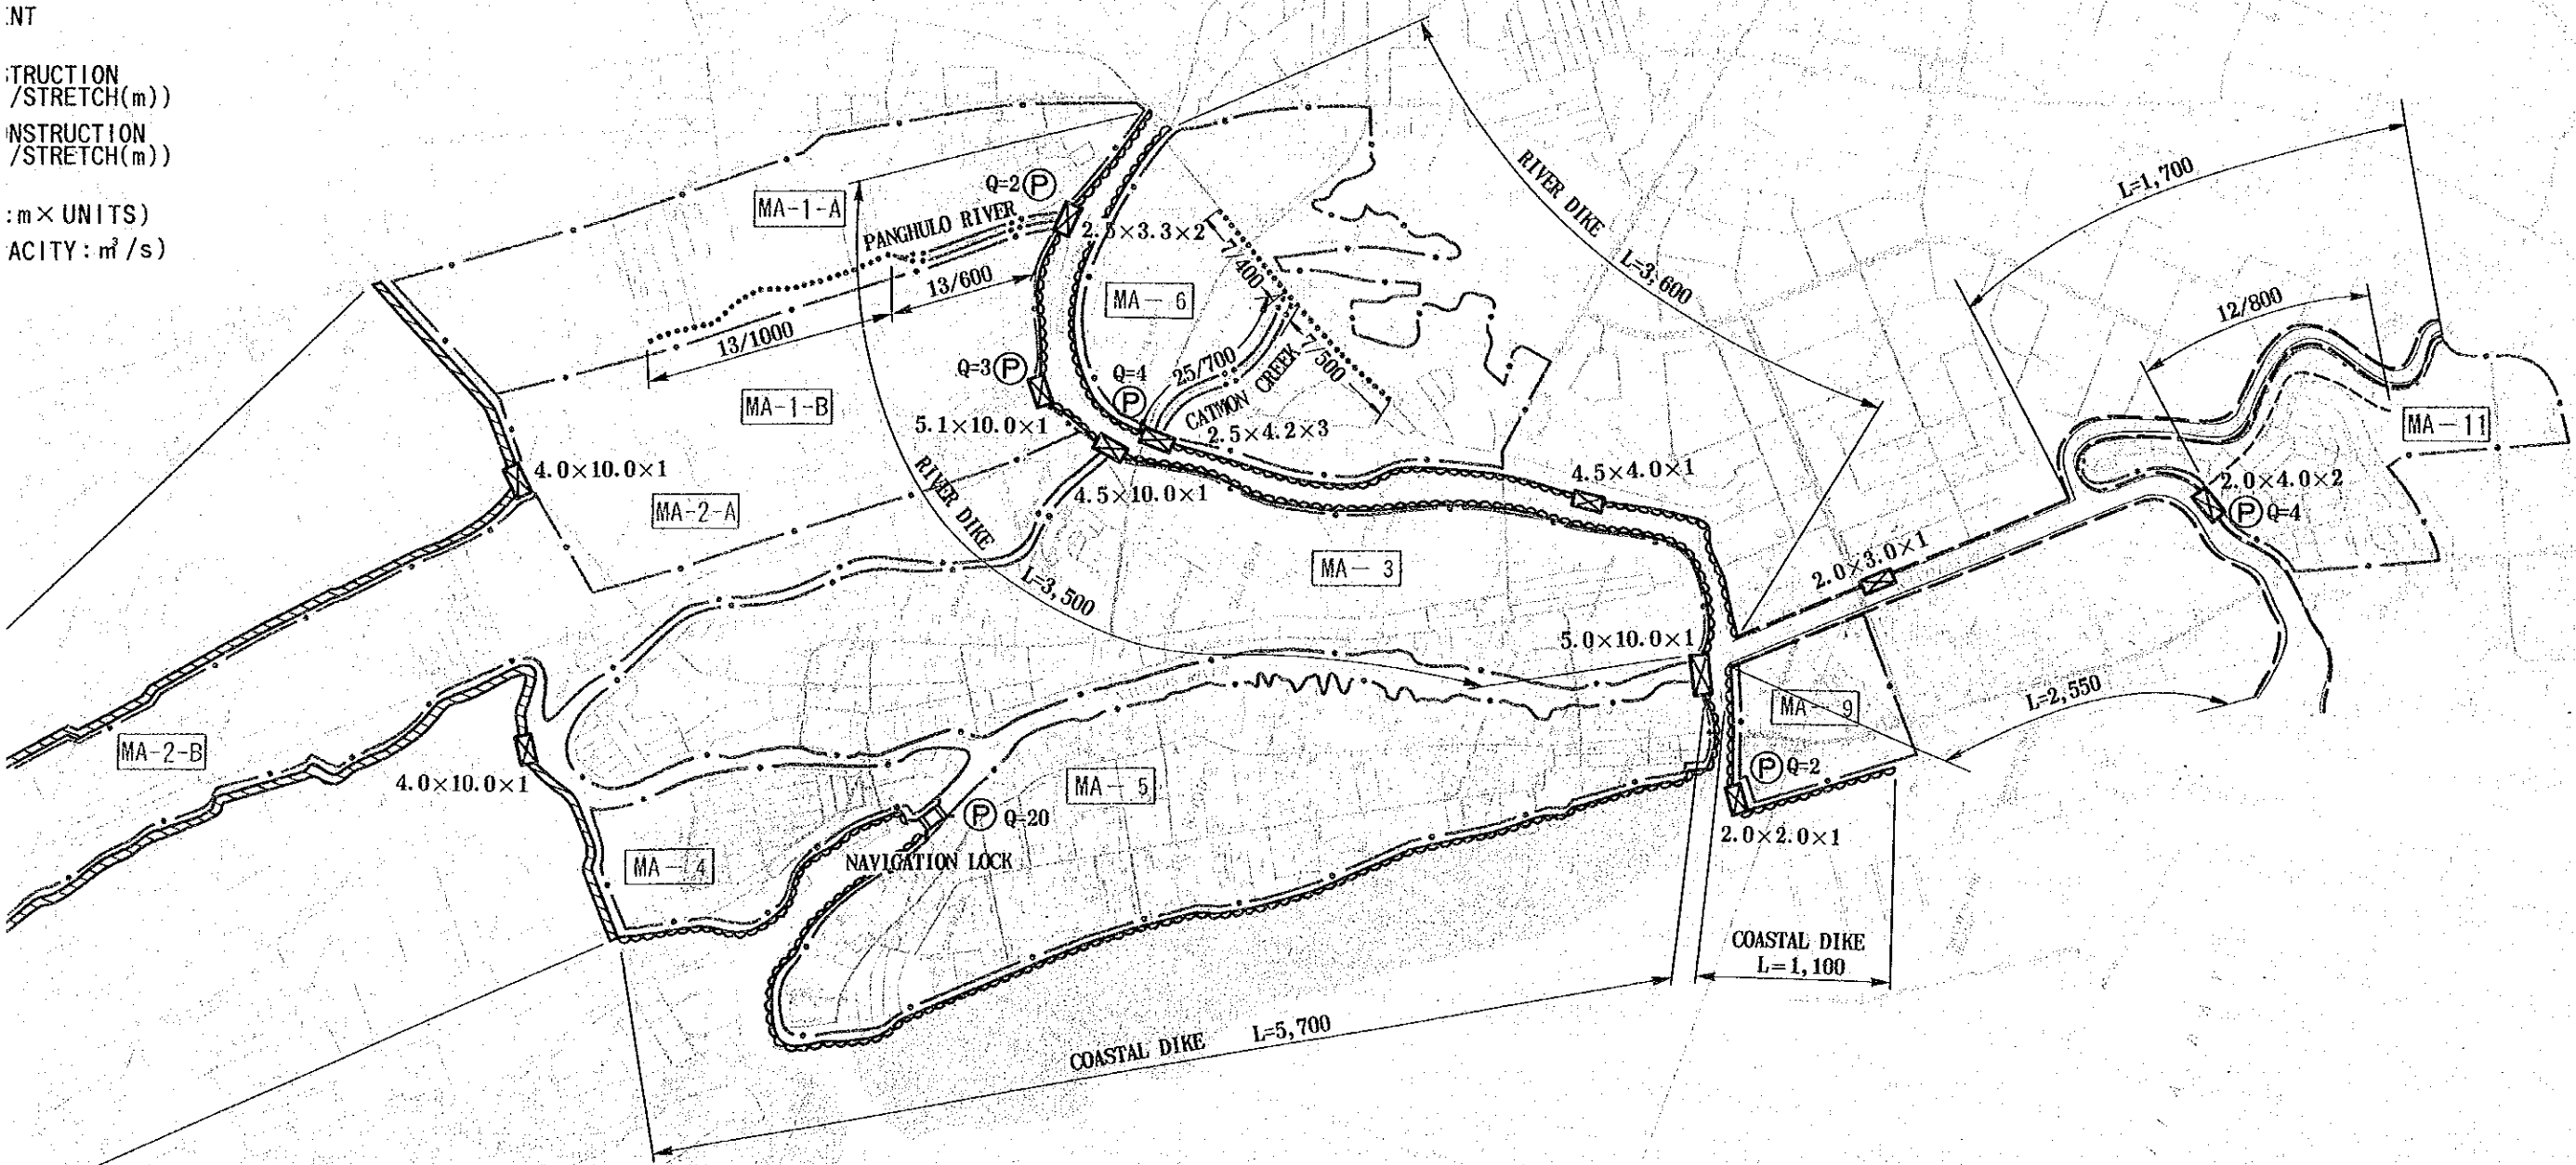 NT
TRUCTION
/STRETCH(m))
NSTRUCTION
/STRETCH(m))
:m×UNITS)
ACITY:m³/s)
MA-1-A
Q=2 P
PANGHULO RIVER
2.5×3.3×2
13/600
13/1000
MA-6
7/400
RIVER DIKE
L=3,600
L=1,700
12/800
MA-11
MA-1-B
Q=3 P
Q=4
P
25/700
CATMON CREEK
7/500
5.1×10.0×1
2.5×4.2×3
4.0×10.0×1
MA-2-A
RIVER DIKE
L=3,500
4.5×10.0×1
4.5×4.0×1
2.0×4.0×2
P Q=4
MA-3
2.0×3.0×1
5.0×10.0×1
MA-9
L=2,550
MA-2-B
4.0×10.0×1
MA-5
P Q=2
P Q=20
2.0×2.0×1
MA-4
NAVIGATION LOCK
COASTAL DIKE
L=1,100
COASTAL DIKE L=5,700